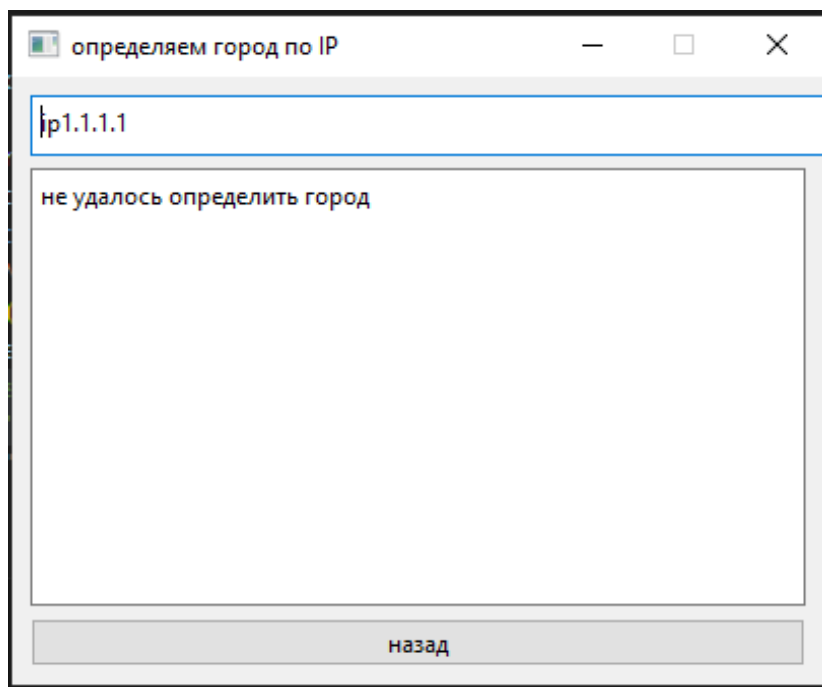 определяем город по IP
ip1.1.1.1
не удалось определить город
назад